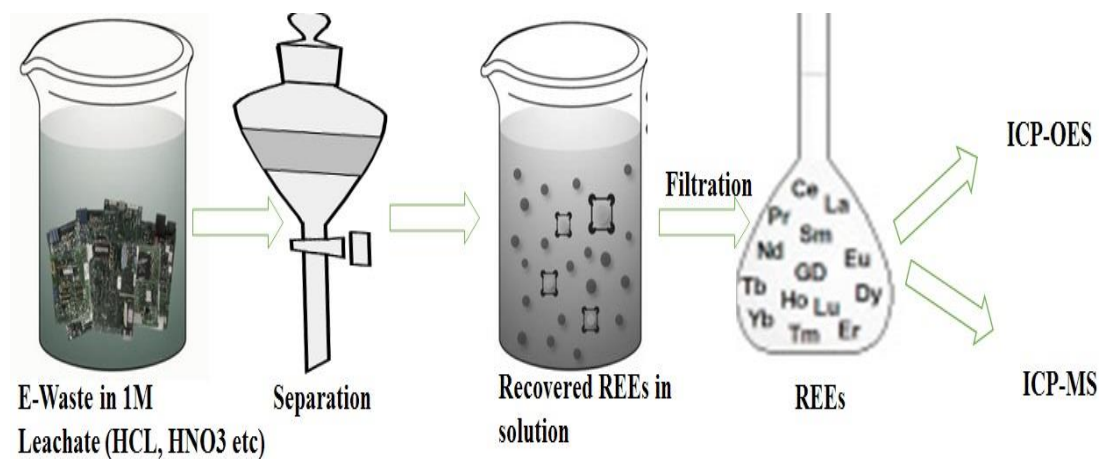 E-Waste in 1M
Leachate (HCL, HNO3 etc)
Separation
Recovered REEs in
solution
Filtration
Ce
La
Pr
Sm
Nd
Eu
GD
Tb
Ho
Lu
Dy
Yb
Tm
Er
REEs
ICP-OES
ICP-MS